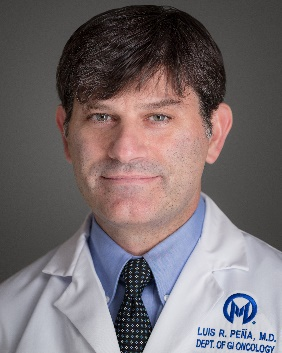 LUIS R. PEÑA, M.D.
DEPT. OF GI ONCOLOGY